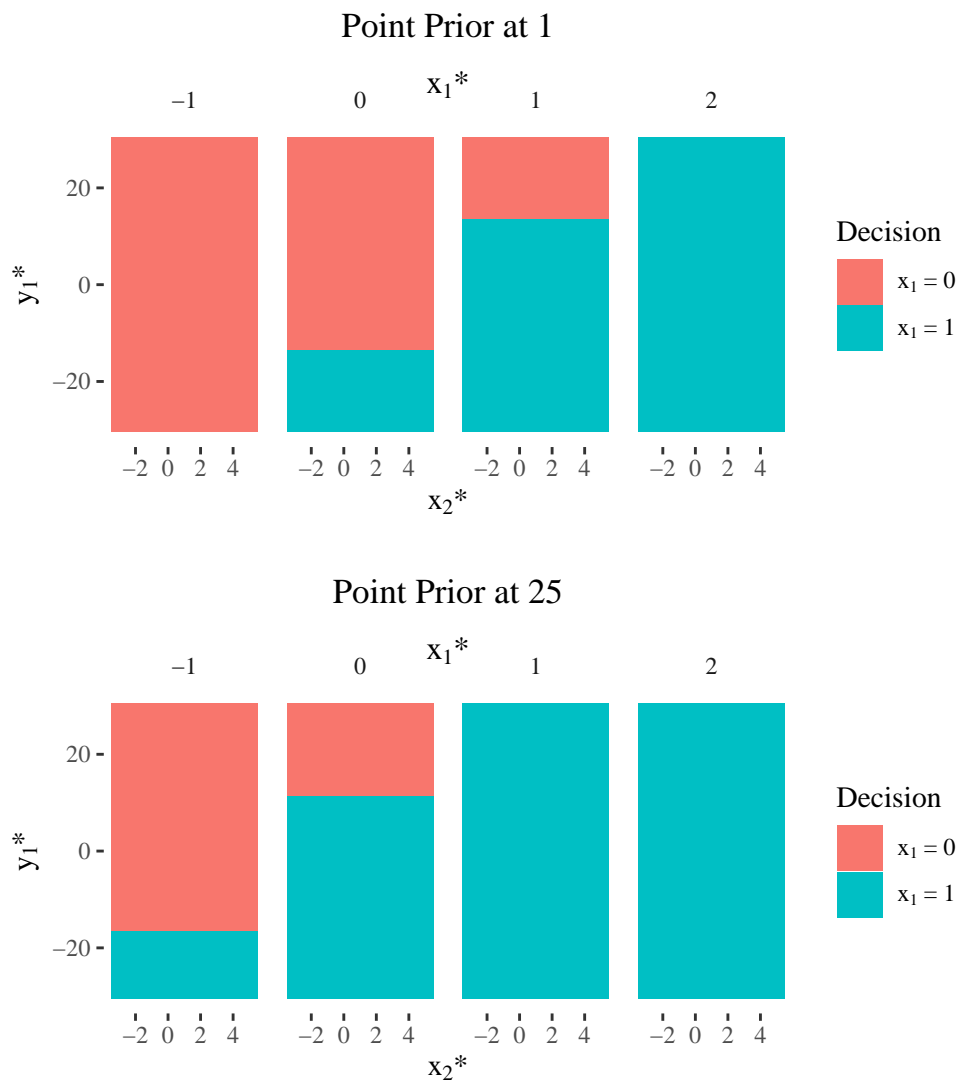 Point Prior at 1
x₁*
–1 0 1 2
20
0
–20
y₁*
–2 0 2 4 –2 0 2 4 –2 0 2 4 –2 0 2 4
x₂*
Decision
x₁ = 0
x₁ = 1
Point Prior at 25
x₁*
–1 0 1 2
20
0
–20
y₁*
–2 0 2 4 –2 0 2 4 –2 0 2 4 –2 0 2 4
x₂*
Decision
x₁ = 0
x₁ = 1